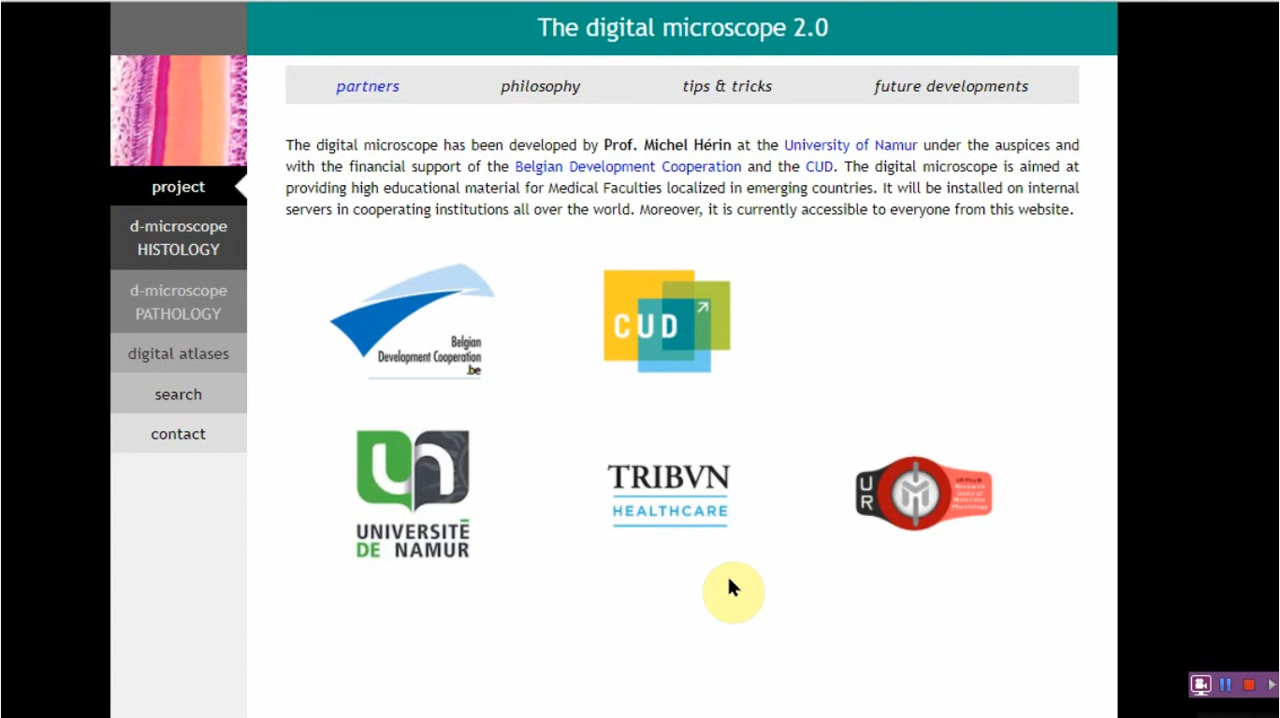 The digital microscope 2.0
partners philosophy tips & tricks future developments
The digital microscope has been developed by Prof. Michel Hérin at the University of Namur under the auspices and
with the financial support of the Belgian Development Cooperation and the CUD. The digital microscope is aimed at
providing high educational material for Medical Faculties localized in emerging countries. It will be installed on internal
servers in cooperating institutions all over the world. Moreover, it is currently accessible to everyone from this website.
project
d-microscope
HISTOLOGY
d-microscope
PATHOLOGY
digital atlases
search
contact
Belgian
Development Cooperation
.be
CUD
UNIVERSITÉ
DE NAMUR
TRIBVN
HEALTHCARE
UR
Research
Unity of
Molecular
Physiology